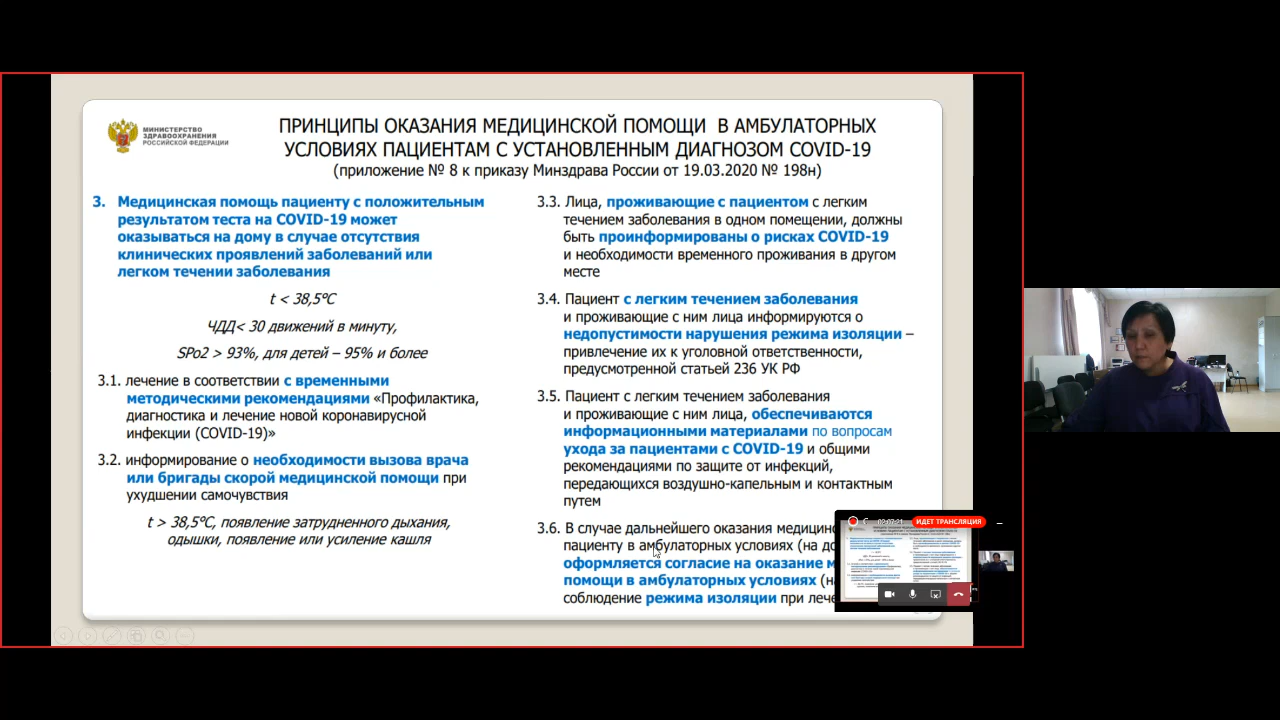 МИНИСТЕРСТВО
ЗДРАВООХРАНЕНИЯ
РОССИЙСКОЙ ФЕДЕРАЦИИ
ПРИНЦИПЫ ОКАЗАНИЯ МЕДИЦИНСКОЙ ПОМОЩИ В АМБУЛАТОРНЫХ
УСЛОВИЯХ ПАЦИЕНТАМ С УСТАНОВЛЕННЫМ ДИАГНОЗОМ COVID-19
(приложение № 8 к приказу Минздрава России от 19.03.2020 № 198н)
3. Медицинская помощь пациенту с положительным
результатом теста на COVID-19 может
оказываться на дому в случае отсутствия
клинических проявлений заболеваний или
легком течении заболевания
t < 38,5ºC
ЧДД< 30 движений в минуту,
SPo2 > 93%, для детей – 95% и более
3.1. лечение в соответствии с временными
методическими рекомендациями «Профилактика,
диагностика и лечение новой коронавирусной
инфекции (COVID-19)»
3.2. информирование о необходимости вызова врача
или бригады скорой медицинской помощи при
ухудшении самочувствия
t > 38,5ºC, появление затрудненного дыхания,
одышки, появление или усиление кашля
3.3. Лица, проживающие с пациентом с легким
течением заболевания в одном помещении, должны
быть проинформированы о рисках COVID-19
и необходимости временного проживания в другом
месте
3.4. Пациент с легким течением заболевания
и проживающие с ним лица информируются о
недопустимости нарушения режима изоляции –
привлечение их к уголовной ответственности,
предусмотренной статьей 236 УК РФ
3.5. Пациент с легким течением заболевания
и проживающие с ним лица, обеспечиваются
информационными материалами по вопросам
ухода за пациентами с COVID-19 и общими
рекомендациями по защите от инфекций,
передающихся воздушно-капельным и контактным
путем
3.6. В случае дальнейшего оказания медицинс
пациенту в амбулаторных условиях (на до
оформляется согласие на оказание м
помощи в амбулаторных условиях (на
соблюдение режима изоляции при лече
ИДЕТ ТРАНСЛЯЦИЯ